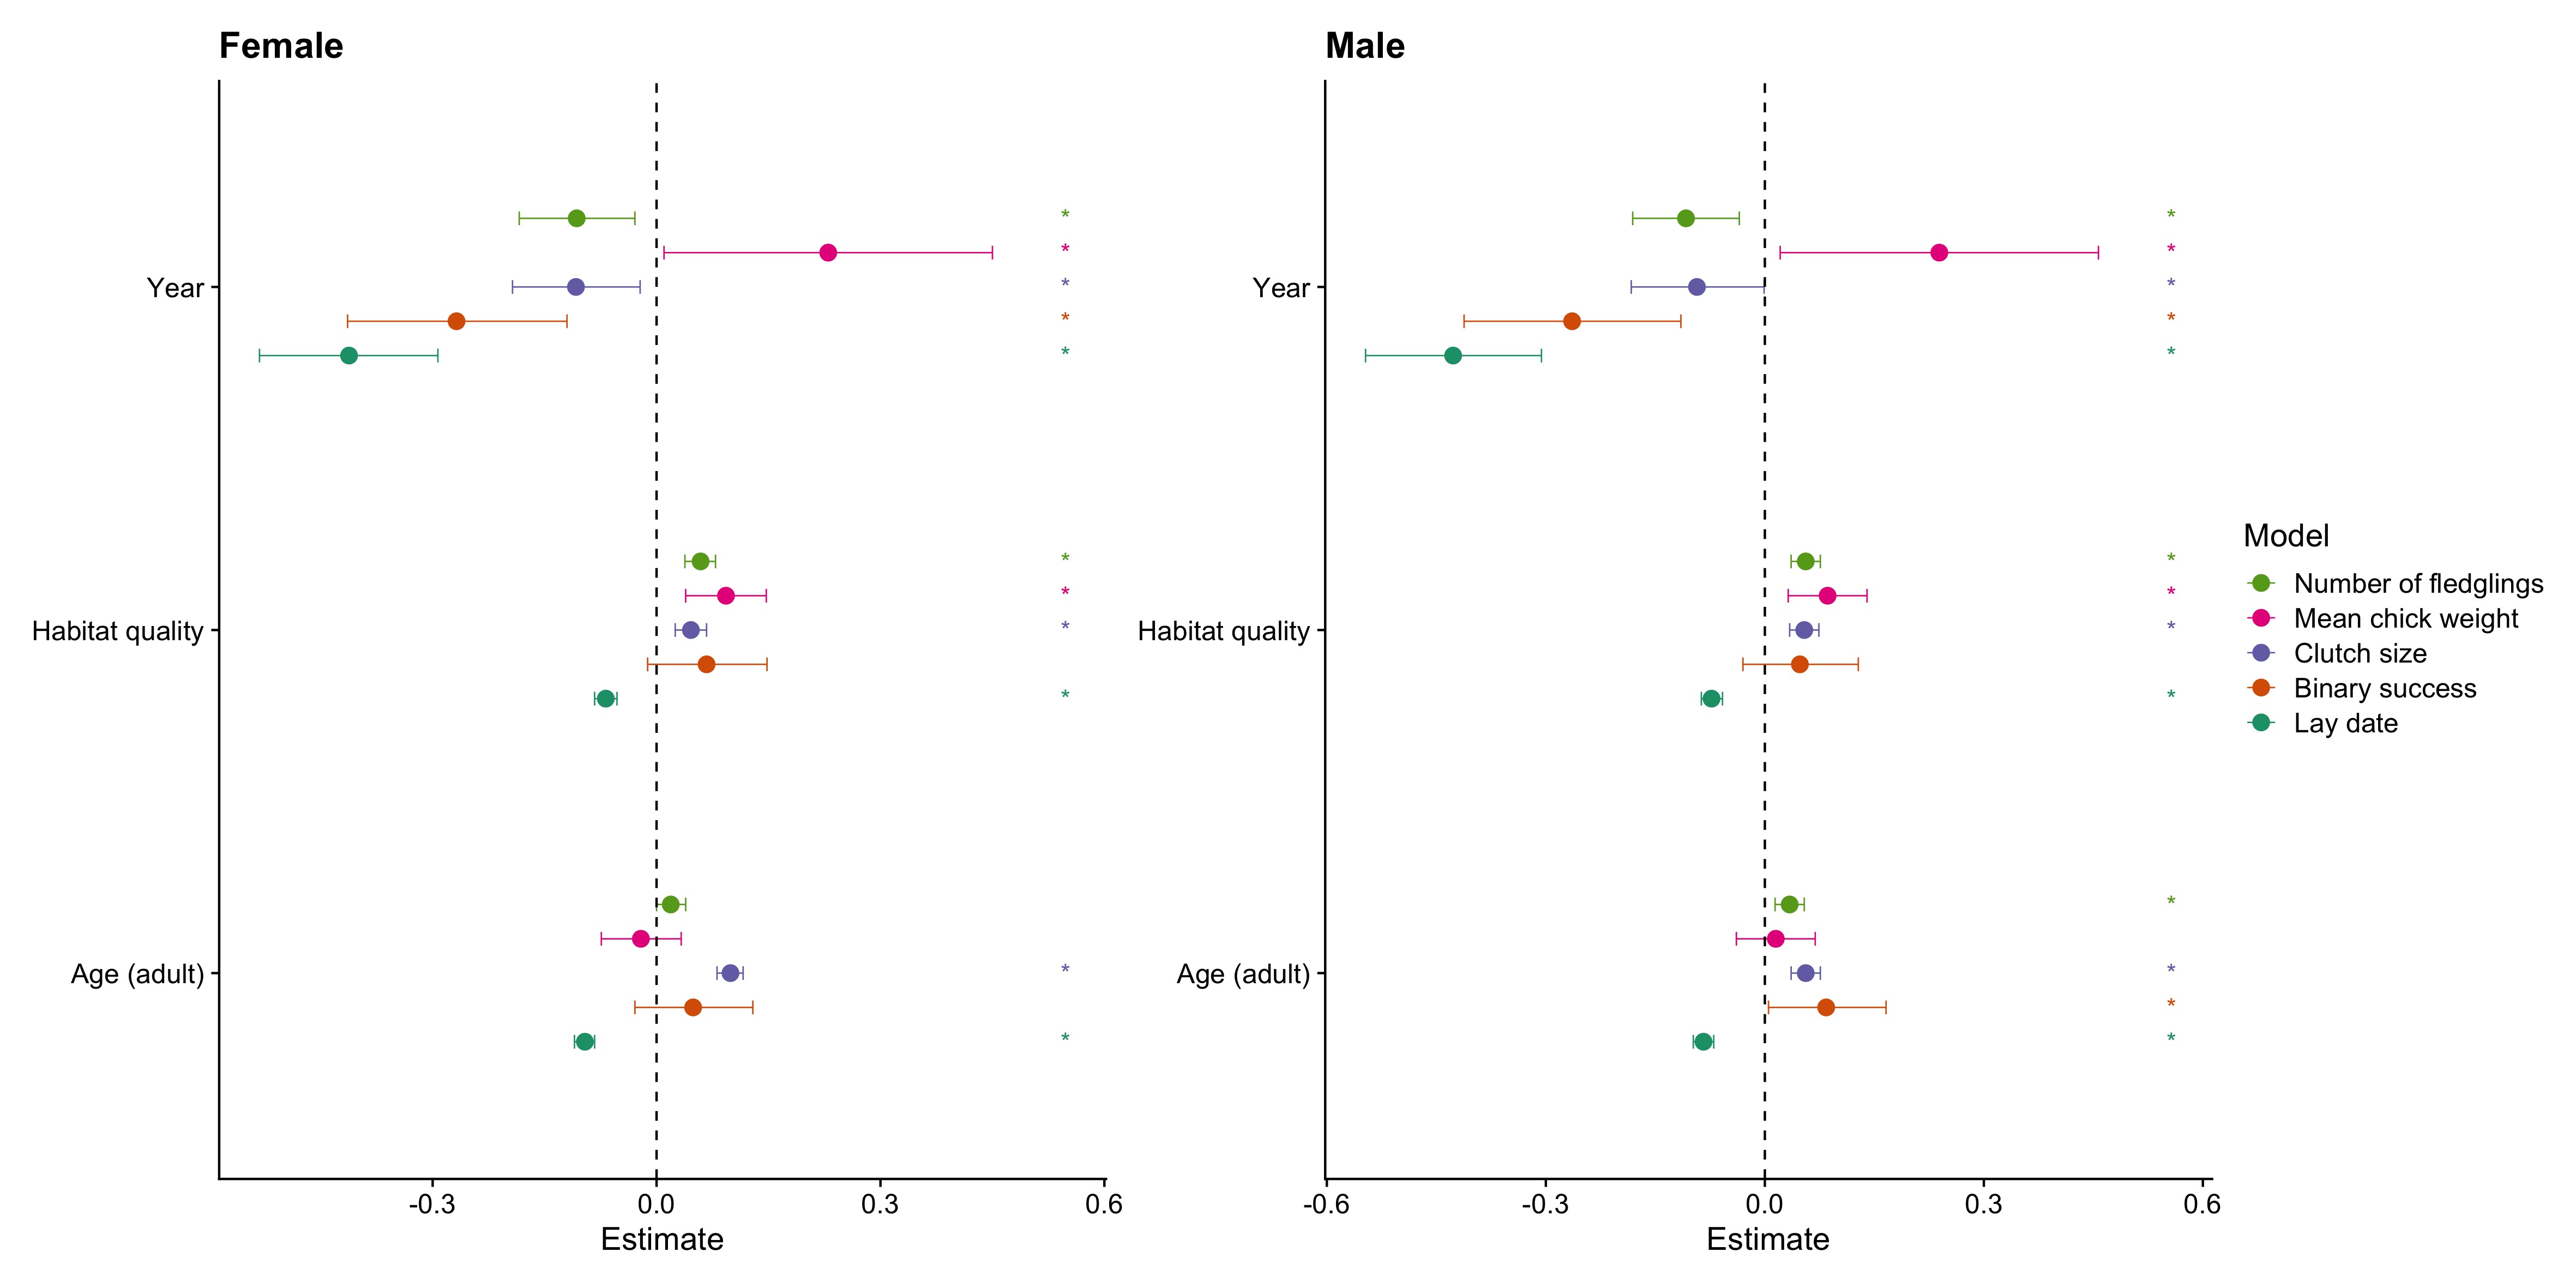 Female
Year
*
*
*
*
*
Habitat quality
*
*
*
*
Age (adult)
*
*
-0.3 0.0 0.3 0.6
Estimate
Male
Year
*
*
*
*
*
Habitat quality
*
*
*
*
Age (adult)
*
*
*
*
-0.6 -0.3 0.0 0.3 0.6
Estimate
Model
Number of fledglings
Mean chick weight
Clutch size
Binary success
Lay date